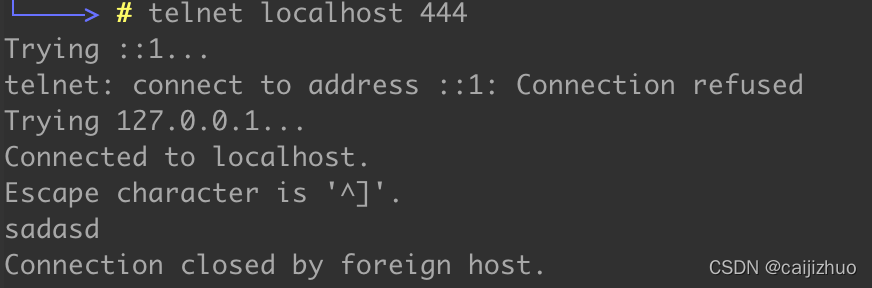 └────> # telnet localhost 444
Trying ::1...
telnet: connect to address ::1: Connection refused
Trying 127.0.0.1...
Connected to localhost.
Escape character is '^]'.
sadasd
Connection closed by foreign host.
CSDN @caijizhuo